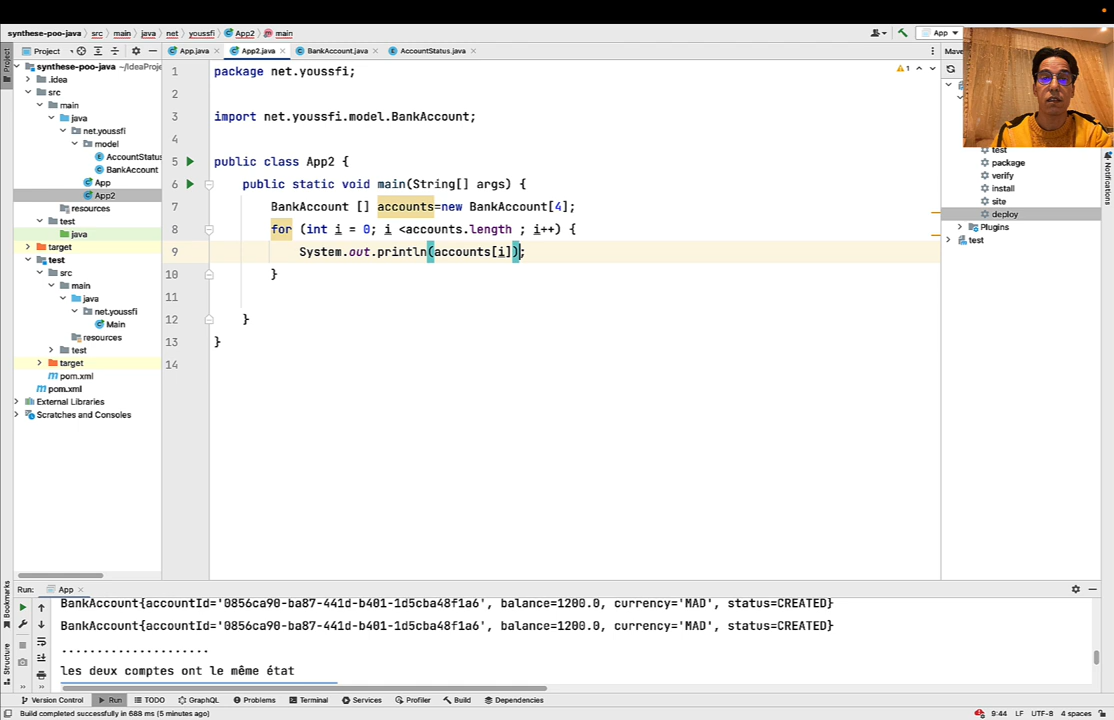 synthese-poo-java
src
main
java
net
youssfi
App2
main
App
Project
App.java
App2.java
BankAccount.java
AccountStatus.java
Mave
synthese-poo-java ~/IdeaProje
.idea
src
main
java
net.youssfi
model
AccountStatus
BankAccount
App
App2
resources
test
java
target
test
src
main
java
net.youssfi
Main
resources
test
target
pom.xml
pom.xml
External Libraries
Scratches and Consoles
1 package net.youssfi;
2
3 import net.youssfi.model.BankAccount;
4
5 public class App2 {
6 public static void main(String[] args) {
7 BankAccount [] accounts=new BankAccount[4];
8 for (int i = 0; i <accounts.length ; i++) {
9 System.out.println(accounts[i]);
10 }
11
12 }
13 }
14
1
test
package
verify
install
site
deploy
Plugins
test
Notifications
Project
Bookmarks
Structure
Run: App
BankAccount{accountId='0856ca90-ba87-441d-b401-1d5cba48f1a6', balance=1200.0, currency='MAD', status=CREATED}
BankAccount{accountId='0856ca90-ba87-441d-b401-1d5cba48f1a6', balance=1200.0, currency='MAD', status=CREATED}
.....................
les deux comptes ont le même état
Version Control
Run
TODO
GraphQL
Problems
Terminal
Services
Profiler
Build
Dependencies
Build completed successfully in 688 ms (5 minutes ago)
9:44 LF UTF-8 4 spaces